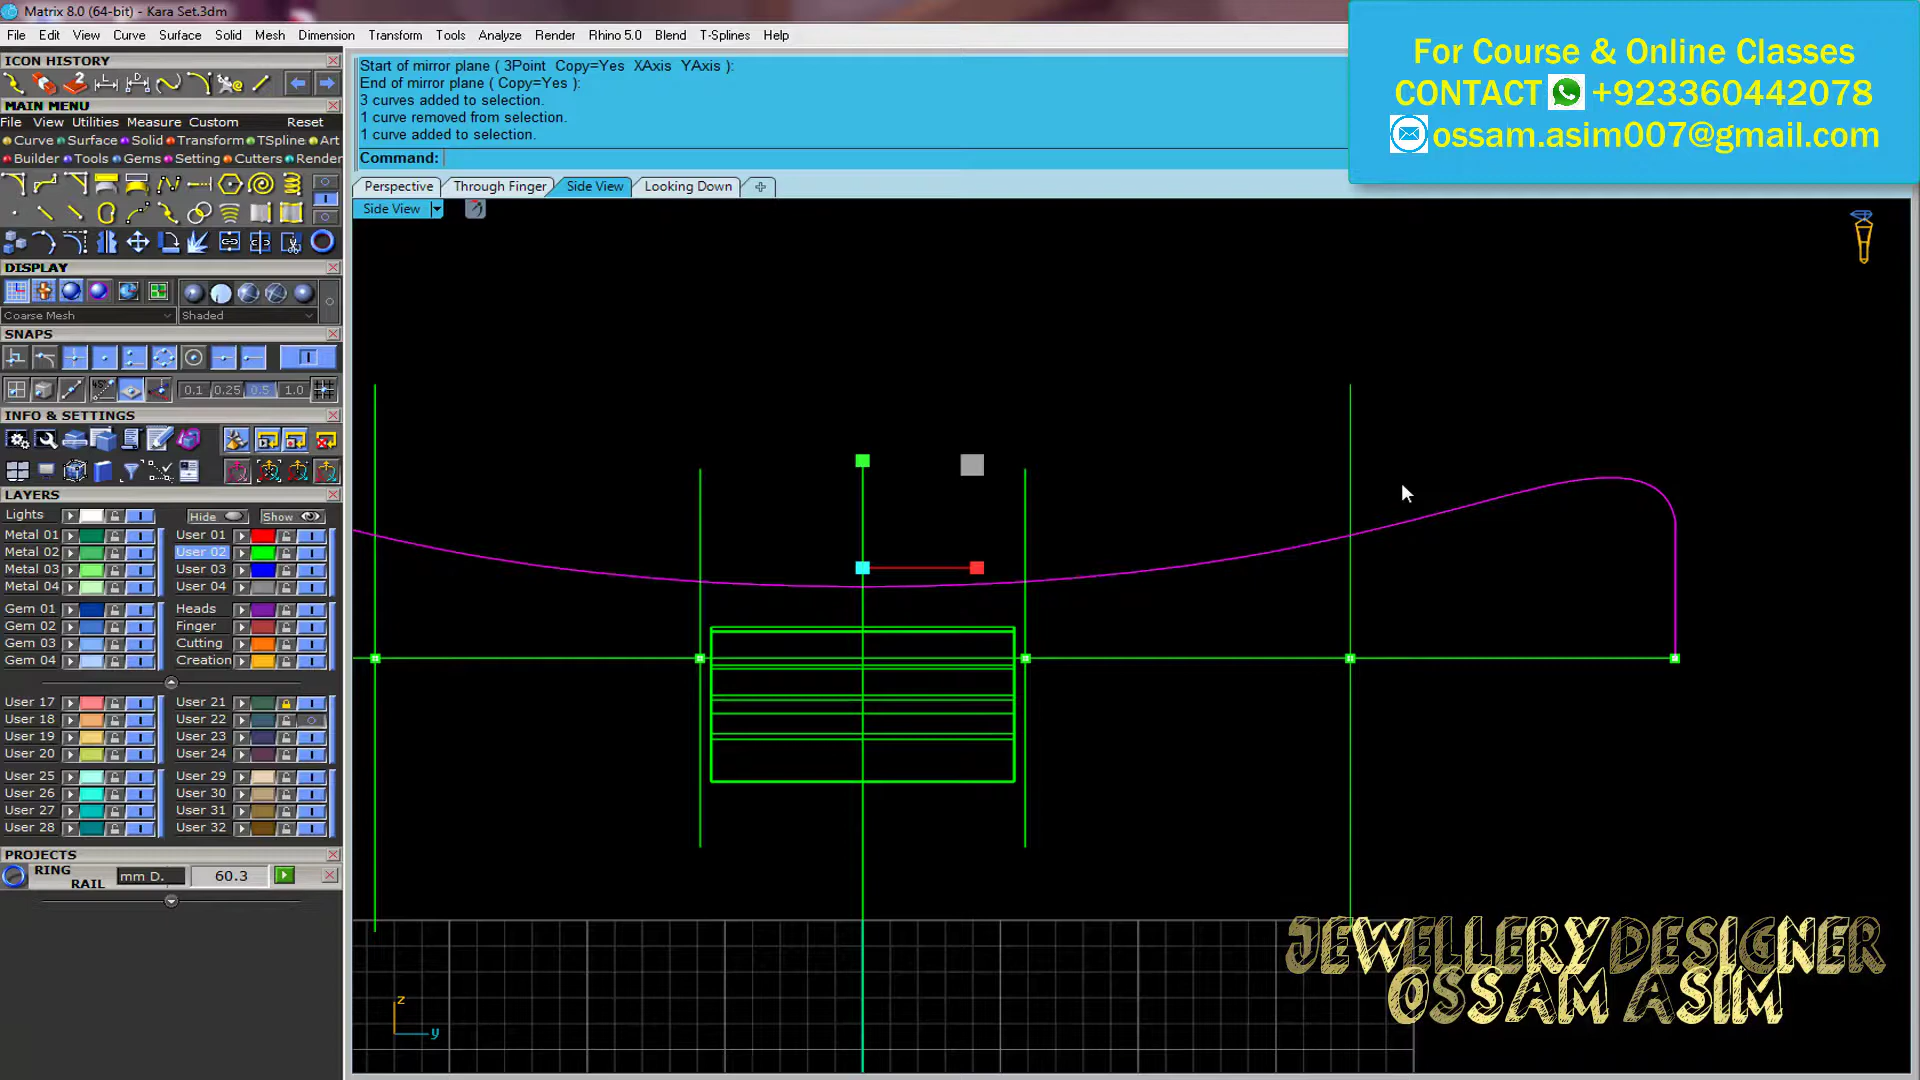 Matrix 8.0 (64-bit) - Kara Set.3dm
File Edit View Curve Surface Solid Mesh Dimension Transform Tools Analyze Render Rhino 5.0 Blend T-Splines Help
For Course & Online Classes
CONTACT +923360442078
ossam.asim007@gmail.com
Start of mirror plane ( 3Point Copy=Yes XAxis YAxis ):
End of mirror plane ( Copy=Yes ):
3 curves added to selection.
1 curve removed from selection.
1 curve added to selection.
Command:
Perspective Through Finger Side View Looking Down
Side View
ICON HISTORY
MAIN MENU
File View Utilities Measure Custom Reset
Curve Surface Solid Transform TSpline Art
Builder Tools Gems Setting Cutters Render
DISPLAY
Coarse Mesh Shaded
SNAPS
0.1 0.25 0.5 1.0
INFO & SETTINGS
LAYERS
Lights Hide Show
Metal 01 User 01
Metal 02 User 02
Metal 03 User 03
Metal 04 User 04
Gem 01 Heads
Gem 02 Finger
Gem 03 Cutting
Gem 04 Creation
User 17 User 21
User 18 User 22
User 19 User 23
User 20 User 24
User 25 User 29
User 26 User 30
User 27 User 31
User 28 User 32
PROJECTS
RING RAIL mm D. 60.3
z
y
JEWELLERYDESIGNER
OSSAM ASIM